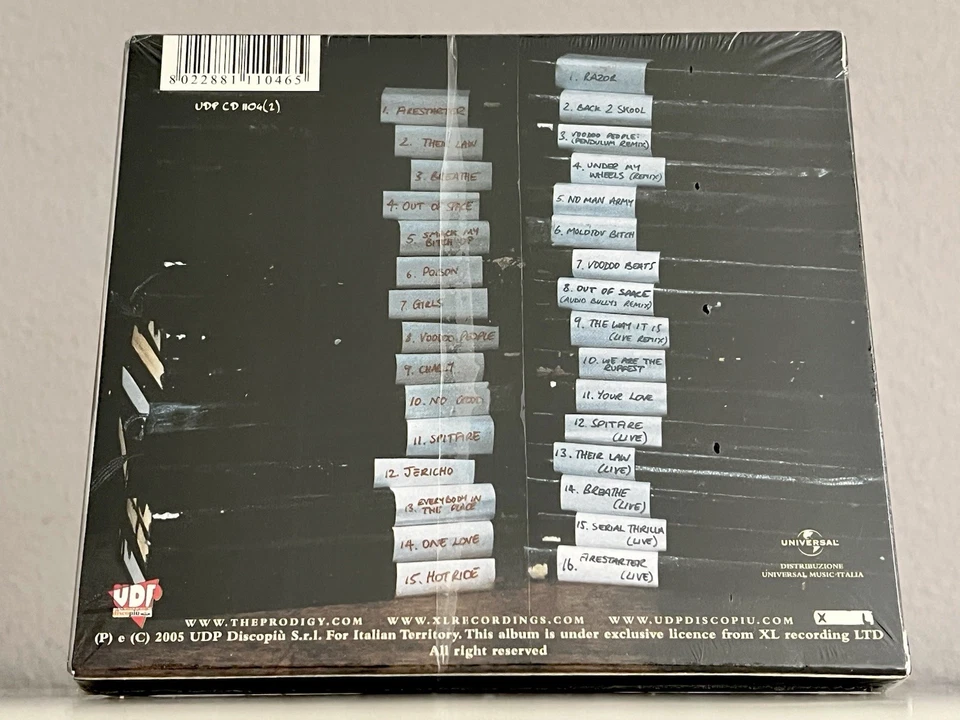 8 022881 110465
UDP CD 1104(2)
1. FIRESTARTER
2. THEIR LAW
3. BREATHE
4. OUT OF SPACE
5. SMACK MY
BITCH UP
6. POISON
7. GIRLS
8. VOODOO PEOPLE
9. CHARLY
10. NO GOOD
11. SPITFIRE
12. JERICHO
13. EVERYBODY IN
THE PLACE
14. ONE LOVE
15. HOTRIDE
1. RAZOR
2. BACK 2 SKOOL
3. VOODOO PEOPLE:
(PENDULUM REMIX)
4. UNDER MY
WHEELS (REMIX)
5. NO MAN ARMY
6. MOLOTOV BITCH
7. VOODOO BEATS
8. OUT OF SPACE
(AUDIO BULLYS REMIX)
9. THE WAY IT IS
(LIVE REMIX)
10. WE ARE THE
RUFFEST
11. YOUR LOVE
12. SPITFIRE
(LIVE)
13. THEIR LAW
(LIVE)
14. BREATHE
(LIVE)
15. SERIAL THRILLA
(LIVE)
16. FIRESTARTER
(LIVE)
UNIVERSAL
DISTRIBUZIONE
UNIVERSAL MUSIC ITALIA
UDP
WWW.THEPRODIGY.COM WWW.XLRECORDINGS.COM WWW.UDPDISCOPIU.COM X L
(P) e (C) 2005 UDP Discopiù S.r.l. For Italian Territory. This album is under exclusive licence from XL recording LTD
All right reserved